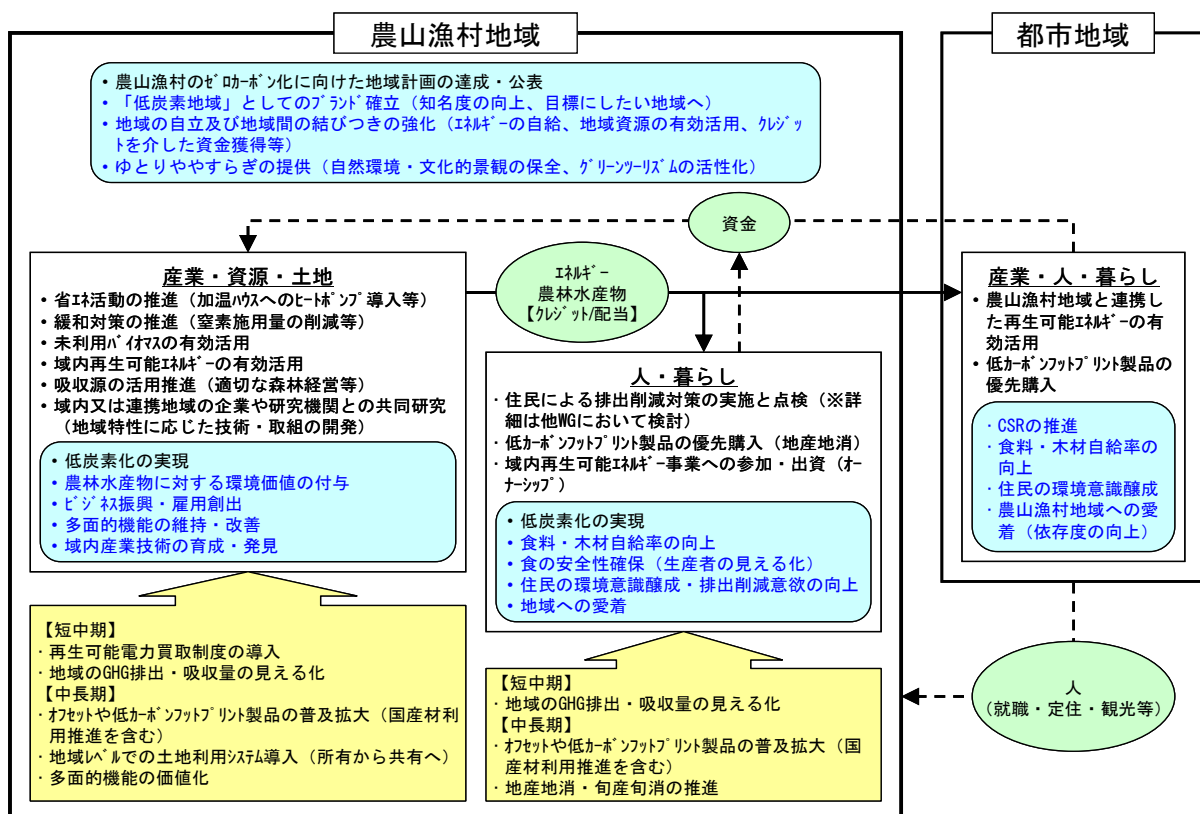 農山漁村地域
・農山漁村のｾﾞﾛｶｰﾎﾞﾝ化に向けた地域計画の達成・公表
・「低炭素地域」としてのﾌﾞﾗﾝﾄﾞ確立（知名度の向上、目標にしたい地域へ）
・地域の自立及び地域間の結びつきの強化（ｴﾈﾙｷﾞｰの自給、地域資源の有効活用、ｸﾚｼﾞｯ
ﾄを介した資金獲得等）
・ゆとりややすらぎの提供（自然環境・文化的景観の保全、ｸﾞﾘｰﾝﾂｰﾘｽﾞﾑの活性化）
資金
産業・資源・土地
・省ｴﾈ活動の推進（加温ﾊｳｽへのﾋｰﾄﾎﾟﾝﾌﾟ導入等）
・緩和対策の推進（窒素施用量の削減等）
・未利用ﾊﾞｲｵﾏｽの有効活用
・域内再生可能ｴﾈﾙｷﾞｰの有効活用
・吸収源の活用推進（適切な森林経営等）
・域内又は連携地域の企業や研究機関との共同研究
（地域特性に応じた技術・取組の開発）
・低炭素化の実現
・農林水産物に対する環境価値の付与
・ﾋﾞｼﾞﾈｽ振興・雇用創出
・多面的機能の維持・改善
・域内産業技術の育成・発見
【短中期】
・再生可能電力買取制度の導入
・地域のGHG排出・吸収量の見える化
【中長期】
・ｵﾌｾｯﾄや低ｶｰﾎﾞﾝﾌｯﾄﾌﾟﾘﾝﾄ製品の普及拡大（国産材利
用推進を含む）
・地域ﾚﾍﾞﾙでの土地利用ｼｽﾃﾑ導入（所有から共有へ）
・多面的機能の価値化
ｴﾈﾙｷﾞｰ
農林水産物
【ｸﾚｼﾞｯﾄ/配当】
人・暮らし
・住民による排出削減対策の実施と点検（※詳
細は他WGにおいて検討）
・低ｶｰﾎﾞﾝﾌｯﾄﾌﾟﾘﾝﾄ製品の優先購入（地産地消）
・域内再生可能ｴﾈﾙｷﾞｰ事業への参加・出資（ｵｰ
ﾅｰｼｯﾌﾟ）
・低炭素化の実現
・食料・木材自給率の向上
・食の安全性確保（生産者の見える化）
・住民の環境意識醸成・排出削減意欲の向上
・地域への愛着
【短中期】
・地域のGHG排出・吸収量の見える化
【中長期】
・ｵﾌｾｯﾄや低ｶｰﾎﾞﾝﾌｯﾄﾌﾟﾘﾝﾄ製品の普及拡大（国
産材利用推進を含む）
・地産地消・旬産旬消の推進
都市地域
産業・人・暮らし
・農山漁村地域と連携し
た再生可能ｴﾈﾙｷﾞｰの有
効活用
・低ｶｰﾎﾞﾝﾌｯﾄﾌﾟﾘﾝﾄ製品の
優先購入
・CSRの推進
・食料・木材自給率の
向上
・住民の環境意識醸成
・農山漁村地域への愛
着（依存度の向上）
人
（就職・定住・観光等）